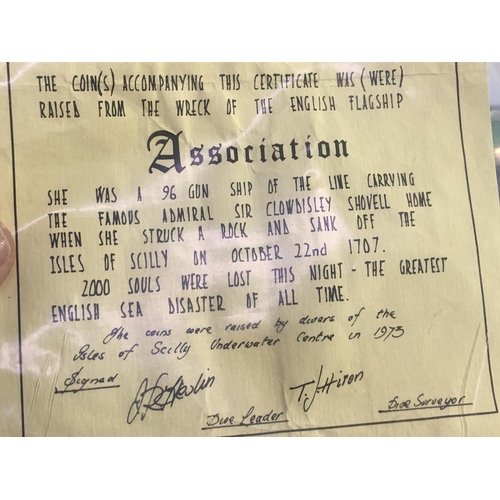 THE COIN(S) ACCOMPANYING THIS CERTIFICATE WAS (WERE)
RAISED FROM THE WRECK OF THE ENGLISH FLAGSHIP
Association
SHE WAS A 96 GUN SHIP OF THE LINE CARRYING
THE FAMOUS ADMIRAL SIR CLOWDISLEY SHOVELL HOME
WHEN SHE STRUCK A ROCK AND SANK OFF THE
ISLES OF SCILLY ON OCTOBER 22nd 1707.
2000 SOULS WERE LOST THIS NIGHT - THE GREATEST
ENGLISH SEA DISASTER OF ALL TIME.
The coins were raised by divers of the
Isles of Scilly Underwater Centre in 1973
Signed
T. J. Hiron
Dive Leader
Dive Surveyor